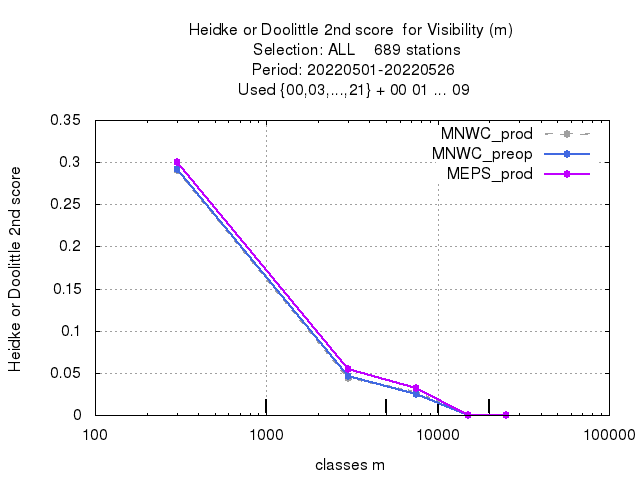 Heidke or Doolittle 2nd score  for Visibility (m)
Selection: ALL    689 stations
Period: 20220501-20220526
Used {00,03,...,21} + 00 01 ... 09
MNWC_prod
MNWC_preop
MEPS_prod
Heidke or Doolittle 2nd score
0.35
0.3
0.25
0.2
0.15
0.1
0.05
0
100 1000 10000 100000
classes m